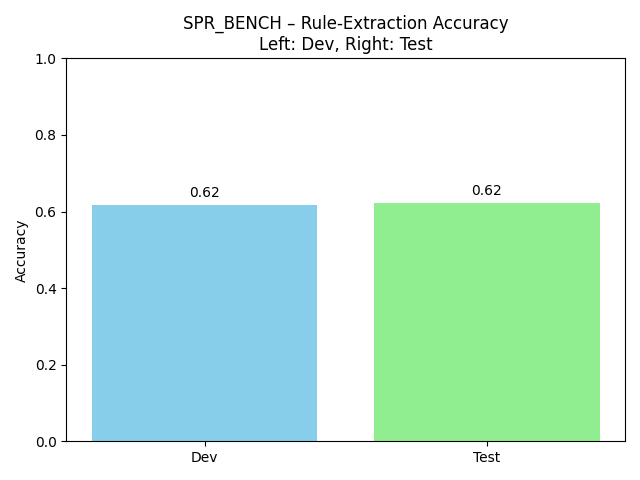 SPR_BENCH – Rule-Extraction Accuracy
Left: Dev, Right: Test
1.0
0.8
0.6
0.4
0.2
0.0
Accuracy
0.62
0.62
Dev
Test